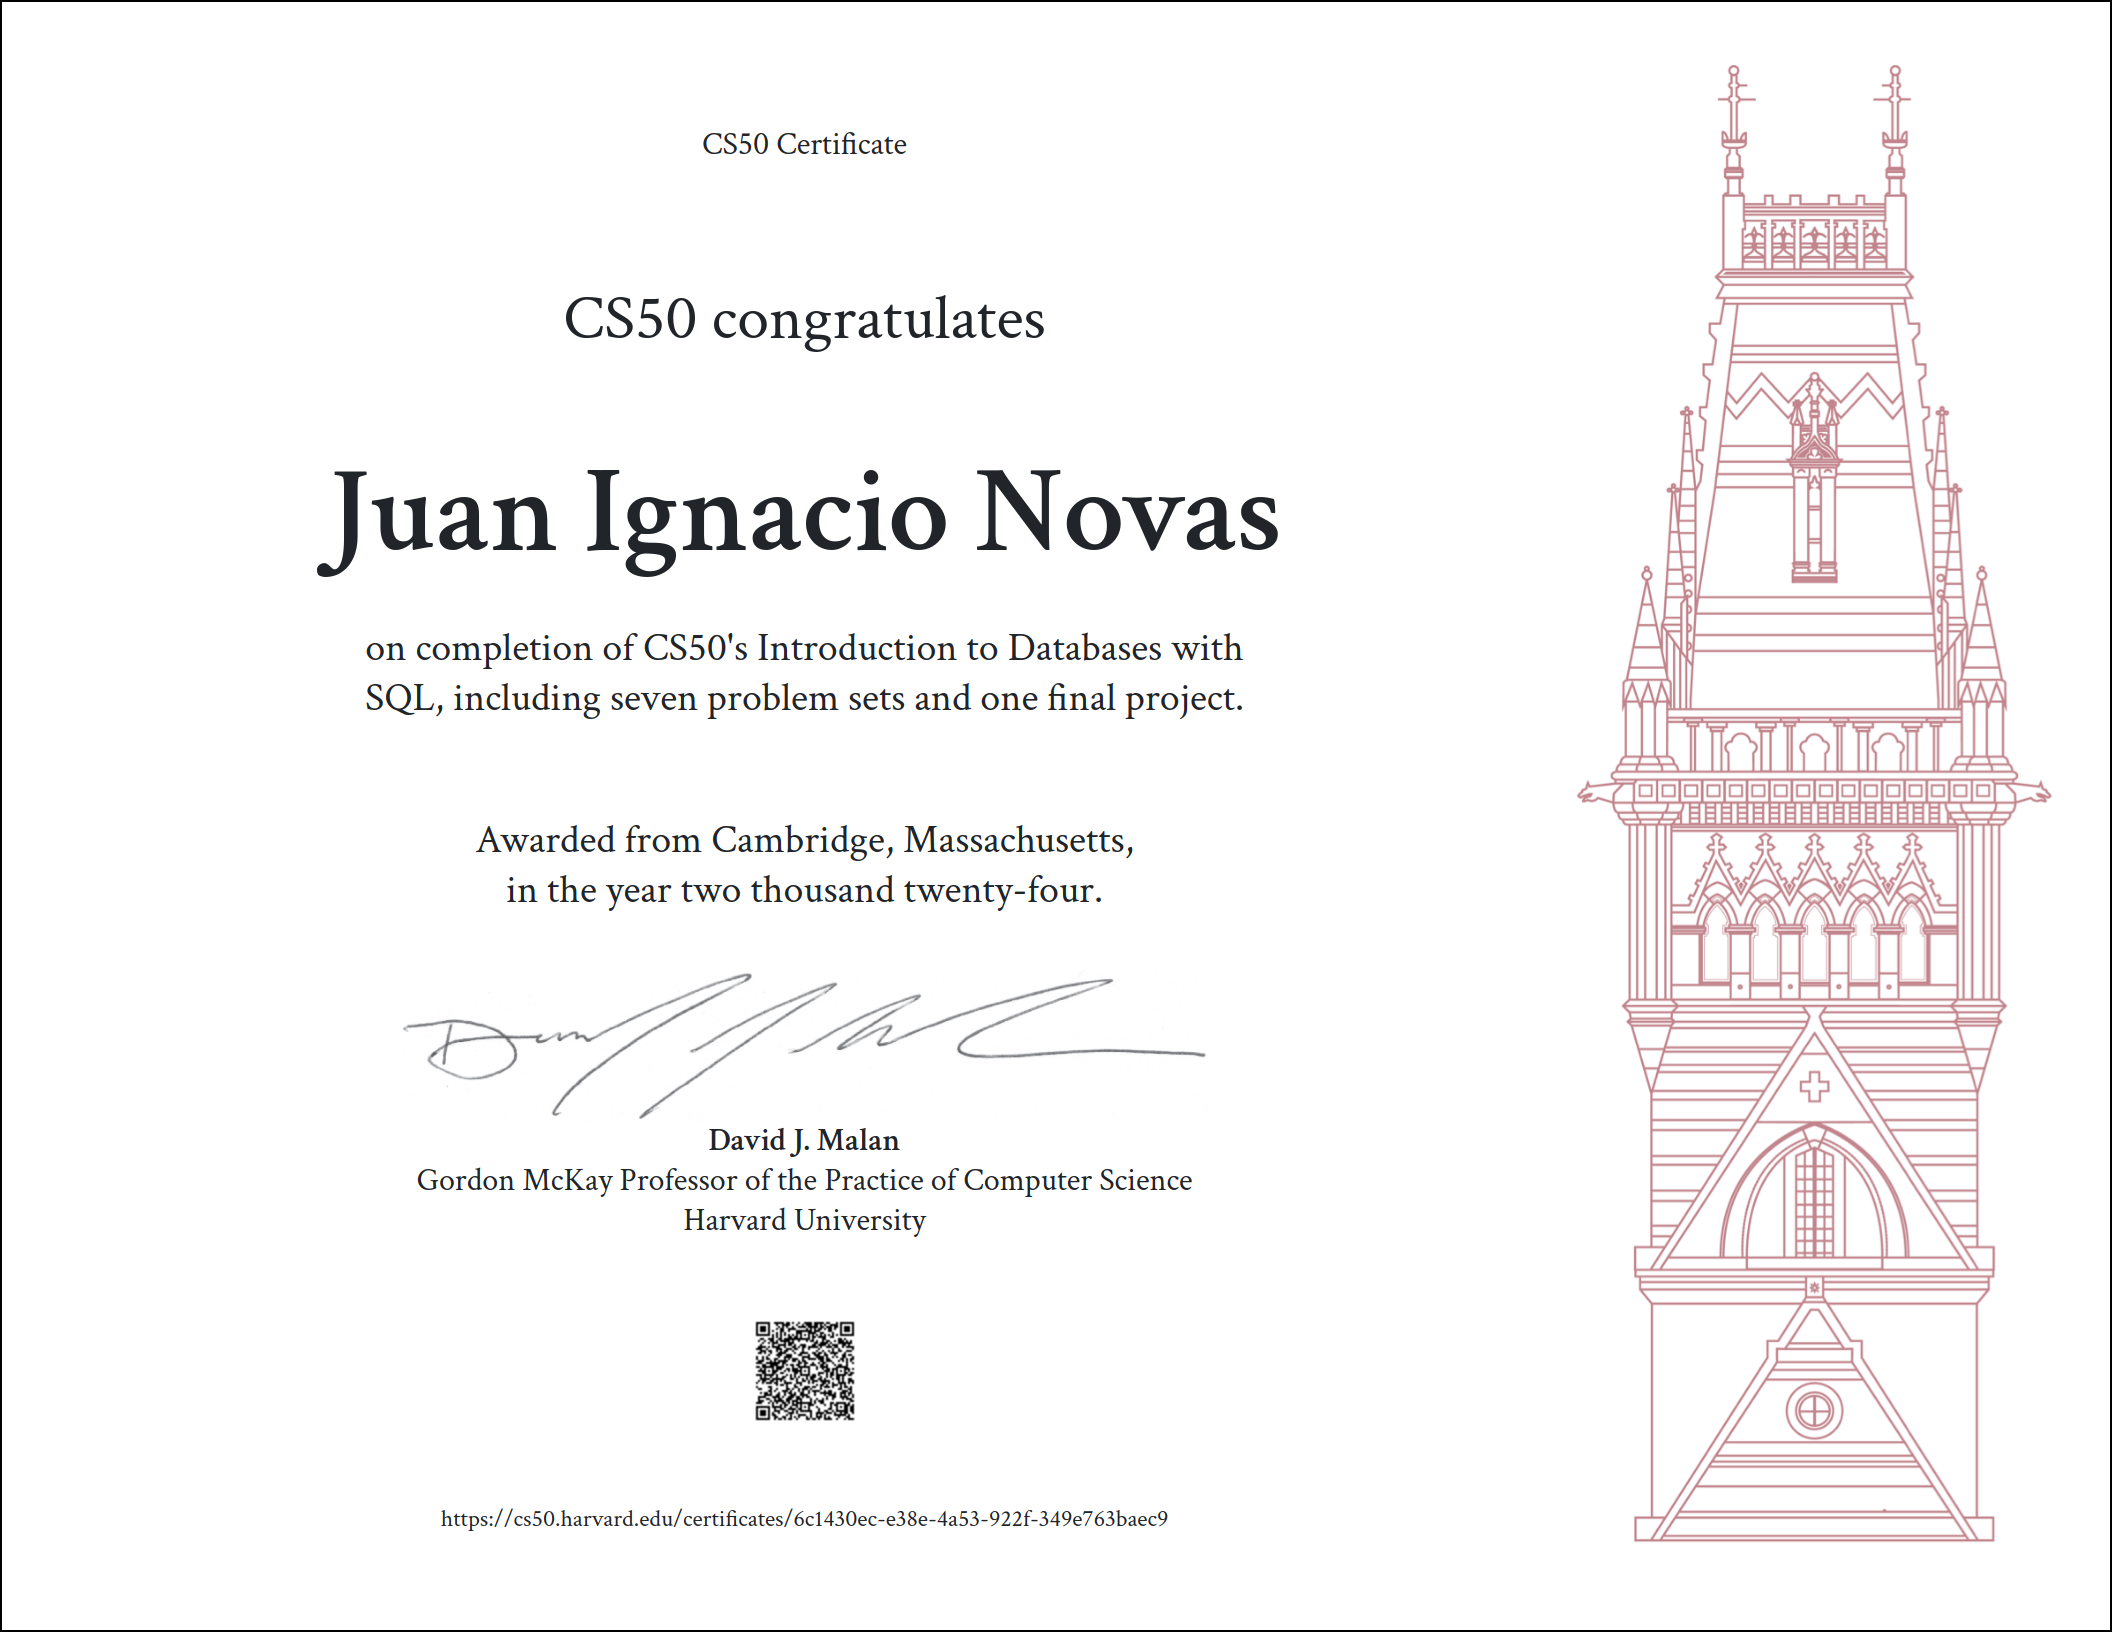 CS50 Certificate
CS50 congratulates
Juan Ignacio Novas
on completion of CS50's Introduction to Databases with
SQL, including seven problem sets and one final project.
Awarded from Cambridge, Massachusetts,
in the year two thousand twenty-four.
David J. Malan
Gordon McKay Professor of the Practice of Computer Science
Harvard University
https://cs50.harvard.edu/certificates/6c1430ec-e38e-4a53-922f-349e763baec9